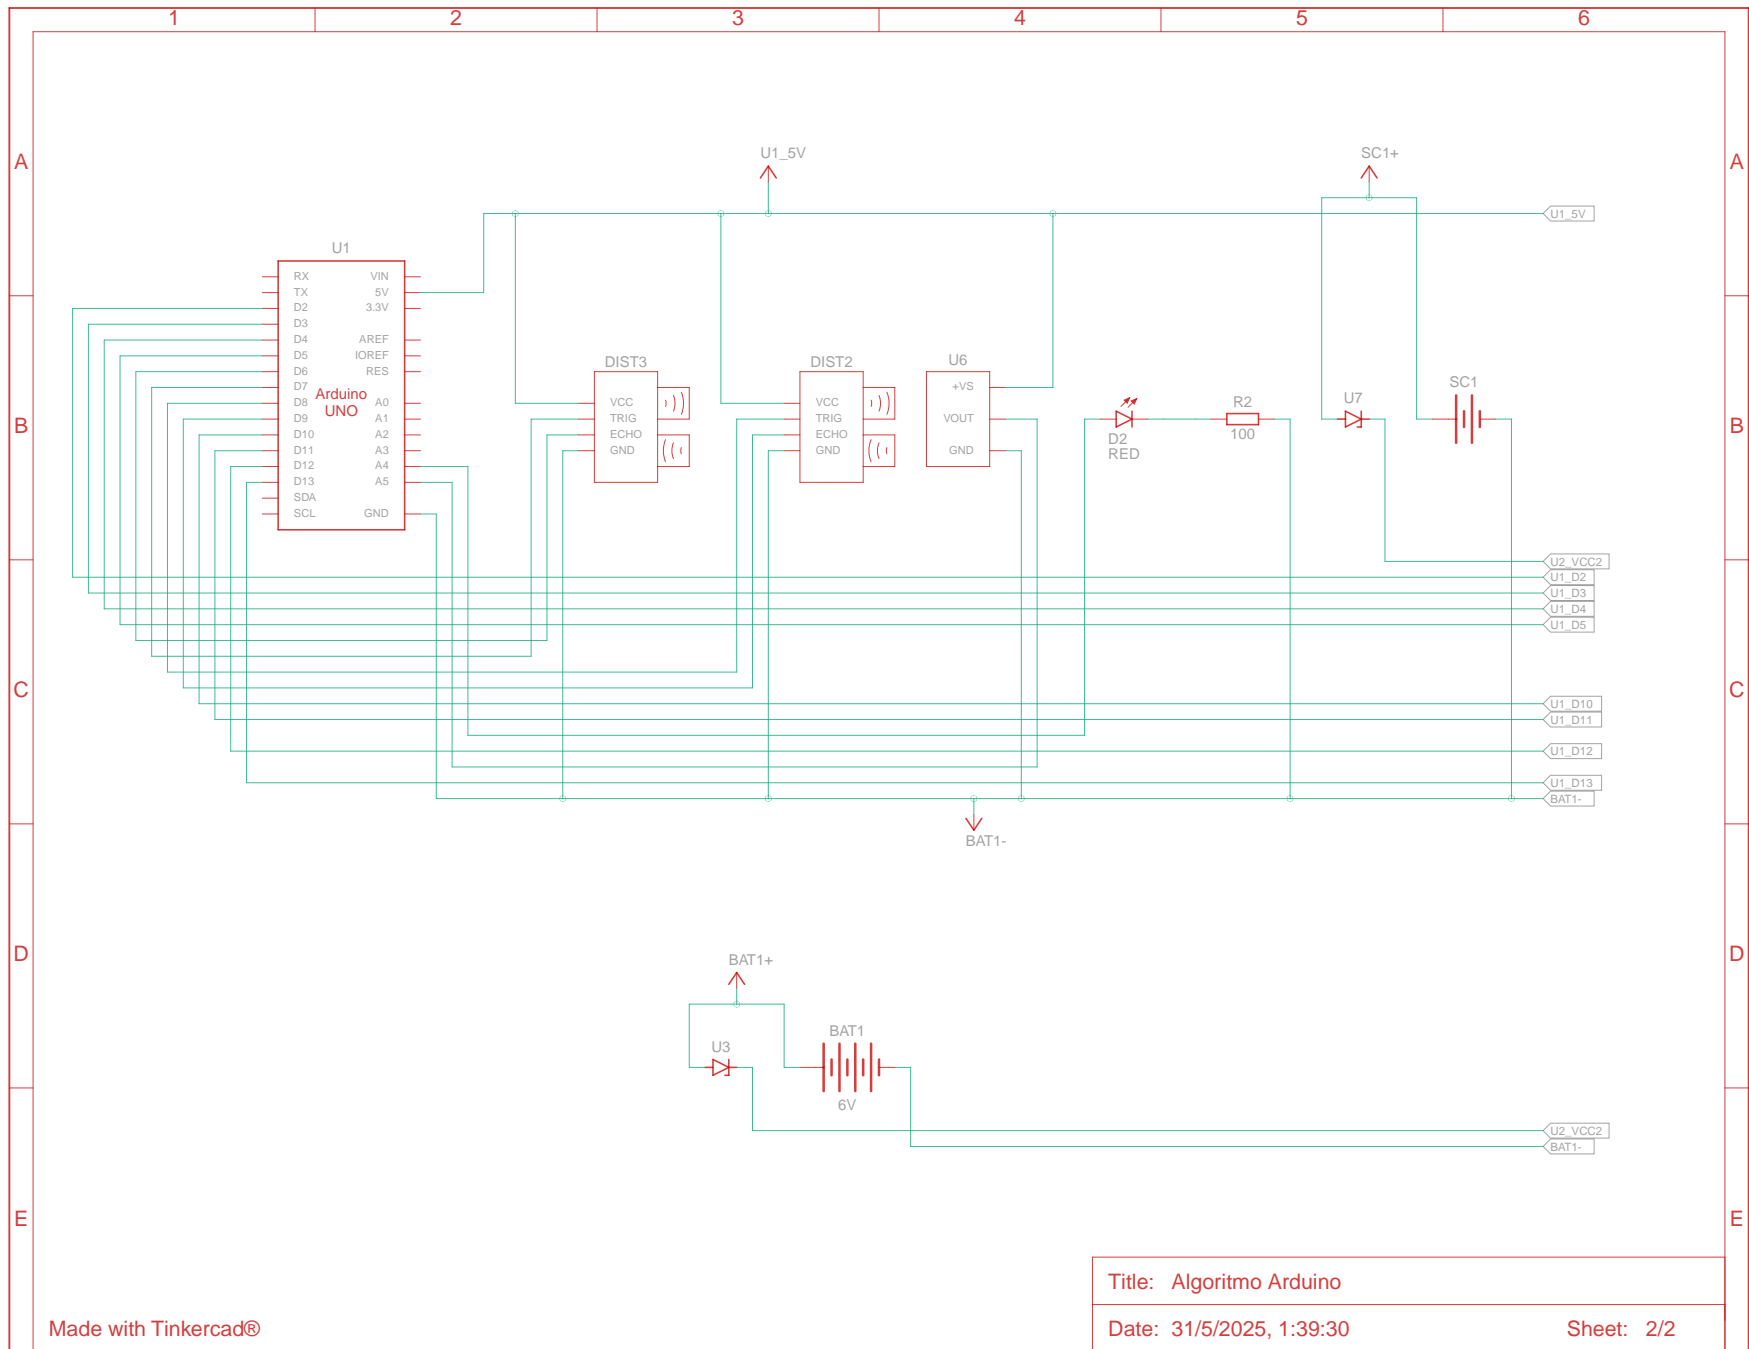 1 2 3 4 5 6
A A
U1_5V SC1+
U1_5V
U1
RX VIN
TX 5V
D2 3.3V
D3
D4 AREF
D5 IOREF
D6 RES
D7
D8 A0
D9 A1
D10 A2
D11 A3
D12 A4
D13 A5
SDA
SCL GND
Arduino
UNO
DIST3
VCC
TRIG
ECHO
GND
DIST2
VCC
TRIG
ECHO
GND
U6
+VS
VOUT
GND
D2
RED
R2
100
U7
SC1
B B
U2_VCC2
U1_D2
U1_D3
U1_D4
U1_D5
C C
U1_D10
U1_D11
U1_D12
U1_D13
BAT1-
BAT1-
D D
BAT1+
U3
BAT1
6V
U2_VCC2
BAT1-
E E
Title: Algoritmo Arduino
Made with Tinkercad®
Date: 31/5/2025, 1:39:30 Sheet: 2/2